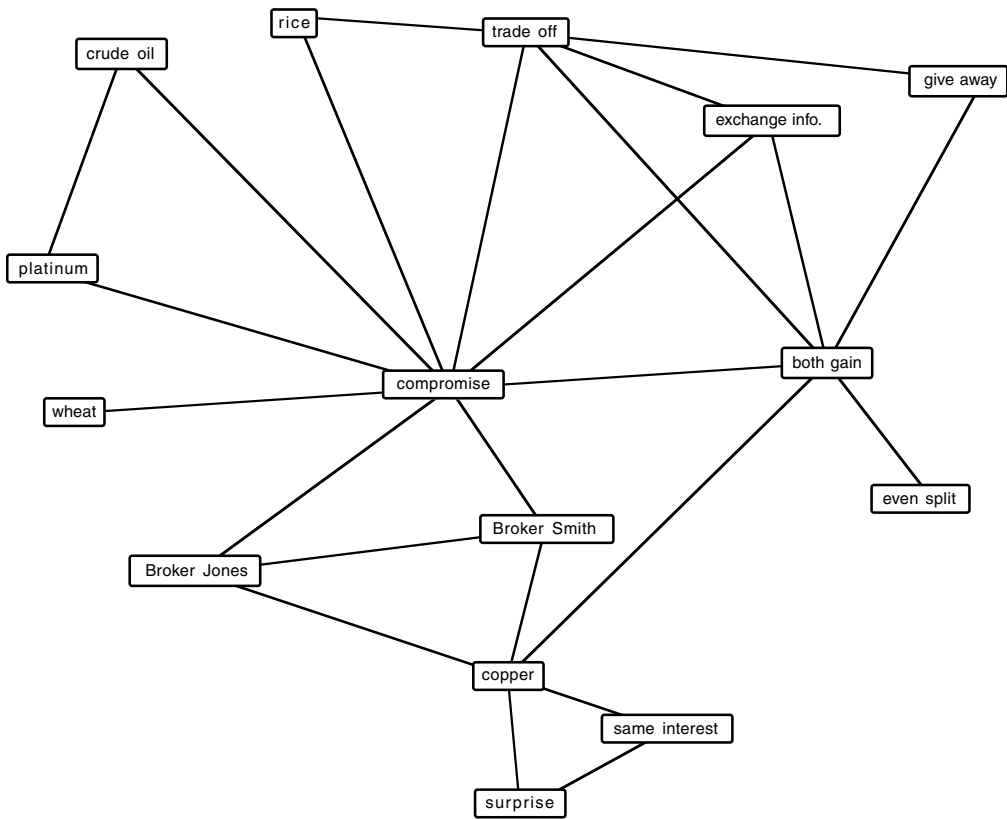 rice
trade off
crude oil
give away
exchange info.
platinum
both gain
compromise
wheat
even split
Broker Smith
Broker Jones
copper
same interest
surprise